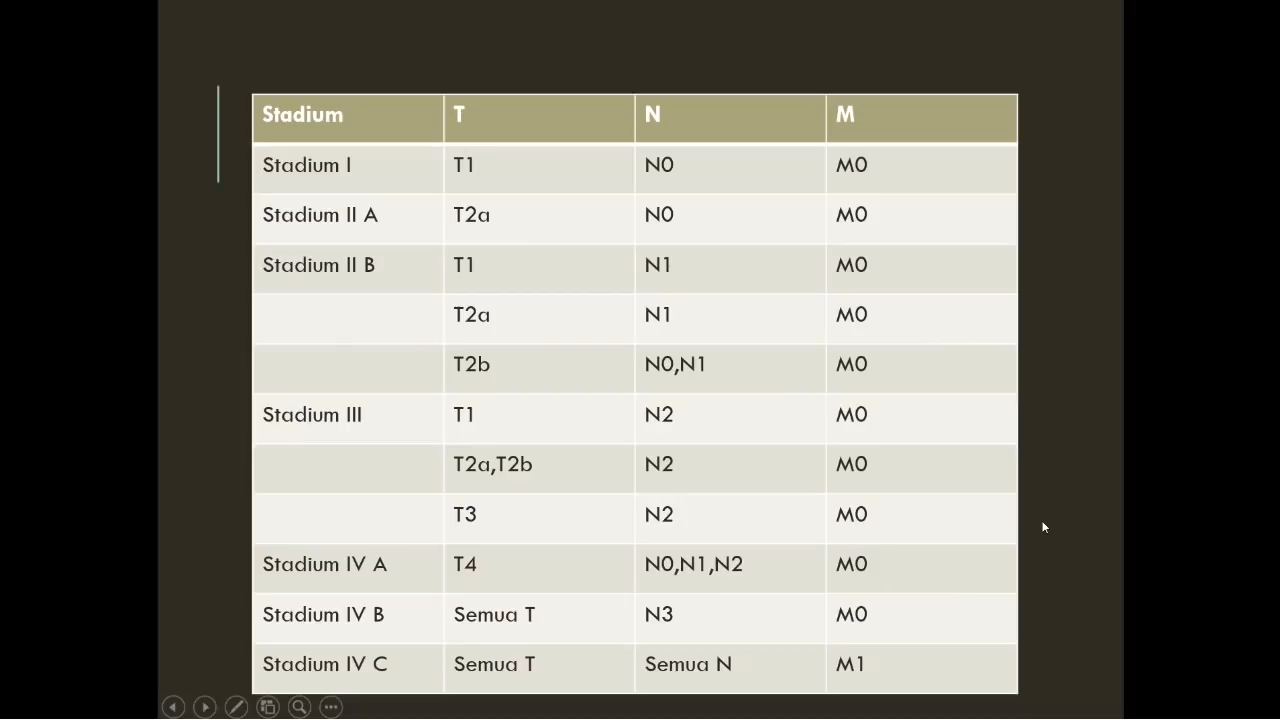 Stadium T N M
Stadium I T1 N0 M0
Stadium II A T2a N0 M0
Stadium II B T1 N1 M0
T2a N1 M0
T2b N0,N1 M0
Stadium III T1 N2 M0
T2a,T2b N2 M0
T3 N2 M0
Stadium IV A T4 N0,N1,N2 M0
Stadium IV B Semua T N3 M0
Stadium IV C Semua T Semua N M1